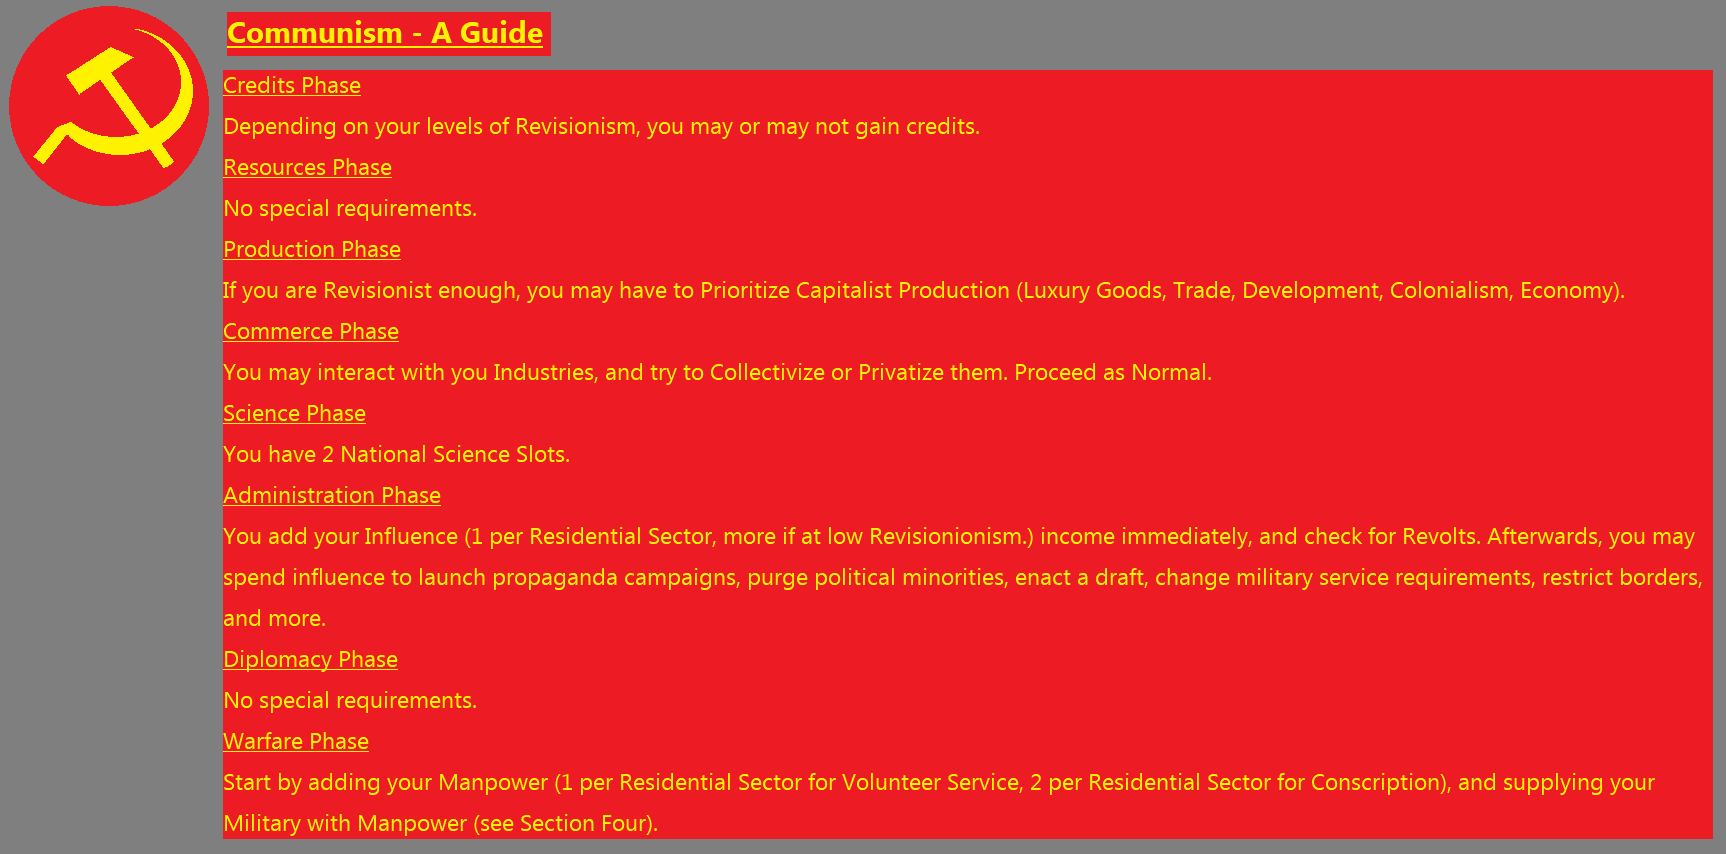 Communism - A Guide
Credits Phase
Depending on your levels of Revisionism, you may or may not gain credits.
Resources Phase
No special requirements.
Production Phase
If you are Revisionist enough, you may have to Prioritize Capitalist Production (Luxury Goods, Trade, Development, Colonialism, Economy).
Commerce Phase
You may interact with you Industries, and try to Collectivize or Privatize them. Proceed as Normal.
Science Phase
You have 2 National Science Slots.
Administration Phase
You add your Influence (1 per Residential Sector, more if at low Revisionionism.) income immediately, and check for Revolts. Afterwards, you may
spend influence to launch propaganda campaigns, purge political minorities, enact a draft, change military service requirements, restrict borders,
and more.
Diplomacy Phase
No special requirements.
Warfare Phase
Start by adding your Manpower (1 per Residential Sector for Volunteer Service, 2 per Residential Sector for Conscription), and supplying your
Military with Manpower (see Section Four).